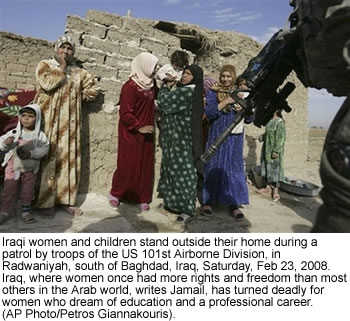 Iraqi women and children stand outside their home during a
patrol by troops of the US 101st Airborne Division, in
Radwaniyah, south of Baghdad, Iraq, Saturday, Feb 23, 2008.
Iraq, where women once had more rights and freedom than most
others in the Arab world, writes Jamail, has turned deadly for
women who dream of education and a professional career.
(AP Photo/Petros Giannakouris).